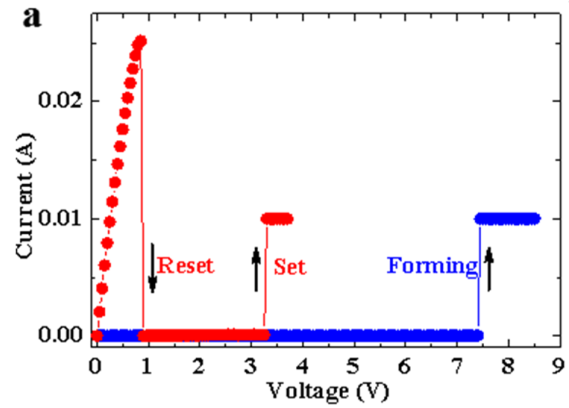 a
Current (A)
0.02
0.01
0.00
Reset
Set
Forming
0 1 2 3 4 5 6 7 8 9
Voltage (V)